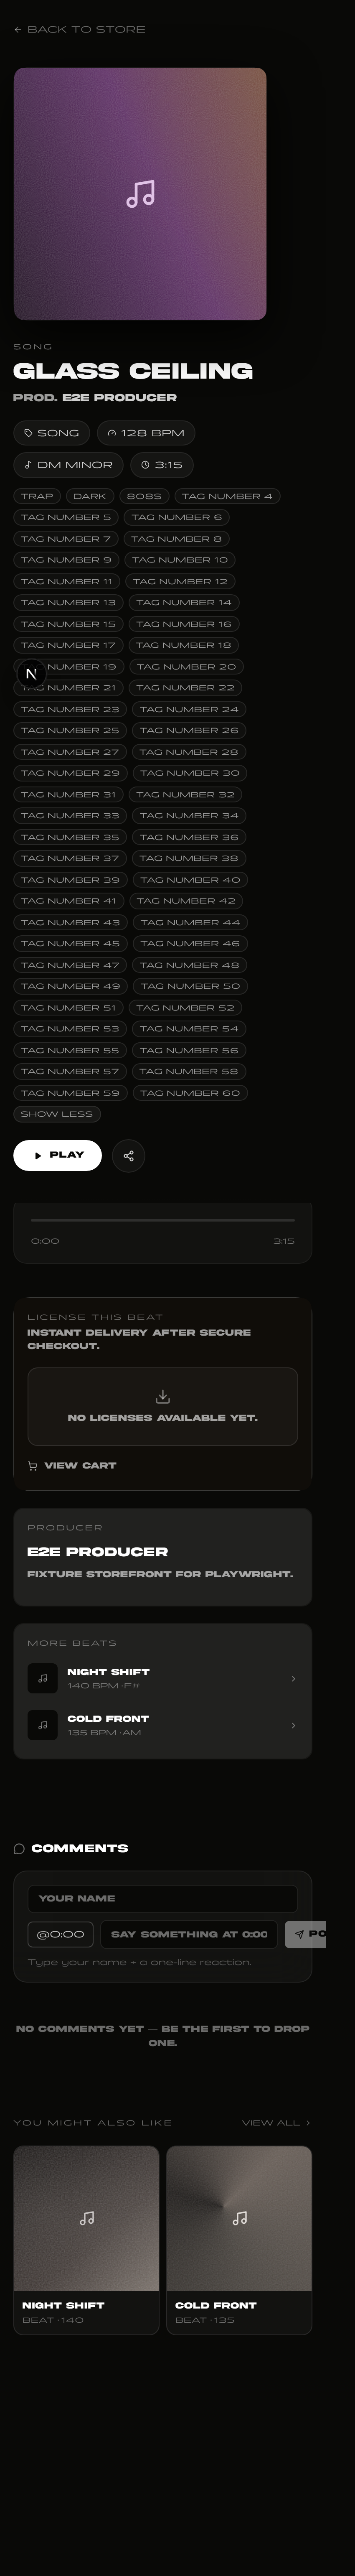 BACK TO STORE
SONG
GLASS CEILING
PROD. E2E PRODUCER
SONG 128 BPM
DM MINOR 3:15
TRAP DARK 808S TAG NUMBER 4
TAG NUMBER 5 TAG NUMBER 6
TAG NUMBER 7 TAG NUMBER 8
TAG NUMBER 9 TAG NUMBER 10
TAG NUMBER 11 TAG NUMBER 12
TAG NUMBER 13 TAG NUMBER 14
TAG NUMBER 15 TAG NUMBER 16
TAG NUMBER 17 TAG NUMBER 18
N NUMBER 19 TAG NUMBER 20
TAG NUMBER 21 TAG NUMBER 22
TAG NUMBER 23 TAG NUMBER 24
TAG NUMBER 25 TAG NUMBER 26
TAG NUMBER 27 TAG NUMBER 28
TAG NUMBER 29 TAG NUMBER 30
TAG NUMBER 31 TAG NUMBER 32
TAG NUMBER 33 TAG NUMBER 34
TAG NUMBER 35 TAG NUMBER 36
TAG NUMBER 37 TAG NUMBER 38
TAG NUMBER 39 TAG NUMBER 40
TAG NUMBER 41 TAG NUMBER 42
TAG NUMBER 43 TAG NUMBER 44
TAG NUMBER 45 TAG NUMBER 46
TAG NUMBER 47 TAG NUMBER 48
TAG NUMBER 49 TAG NUMBER 50
TAG NUMBER 51 TAG NUMBER 52
TAG NUMBER 53 TAG NUMBER 54
TAG NUMBER 55 TAG NUMBER 56
TAG NUMBER 57 TAG NUMBER 58
TAG NUMBER 59 TAG NUMBER 60
SHOW LESS
PLAY
0:00 3:15
LICENSE THIS BEAT
INSTANT DELIVERY AFTER SECURE
CHECKOUT.
NO LICENSES AVAILABLE YET.
VIEW CART
PRODUCER
E2E PRODUCER
FIXTURE STOREFRONT FOR PLAYWRIGHT.
MORE BEATS
NIGHT SHIFT
140 BPM · F#
COLD FRONT
135 BPM · AM
COMMENTS
YOUR NAME
@0:00 SAY SOMETHING AT 0:00 PO
Type your name + a one-line reaction.
NO COMMENTS YET — BE THE FIRST TO DROP
ONE.
YOU MIGHT ALSO LIKE VIEW ALL
NIGHT SHIFT COLD FRONT
BEAT · 140 BEAT · 135